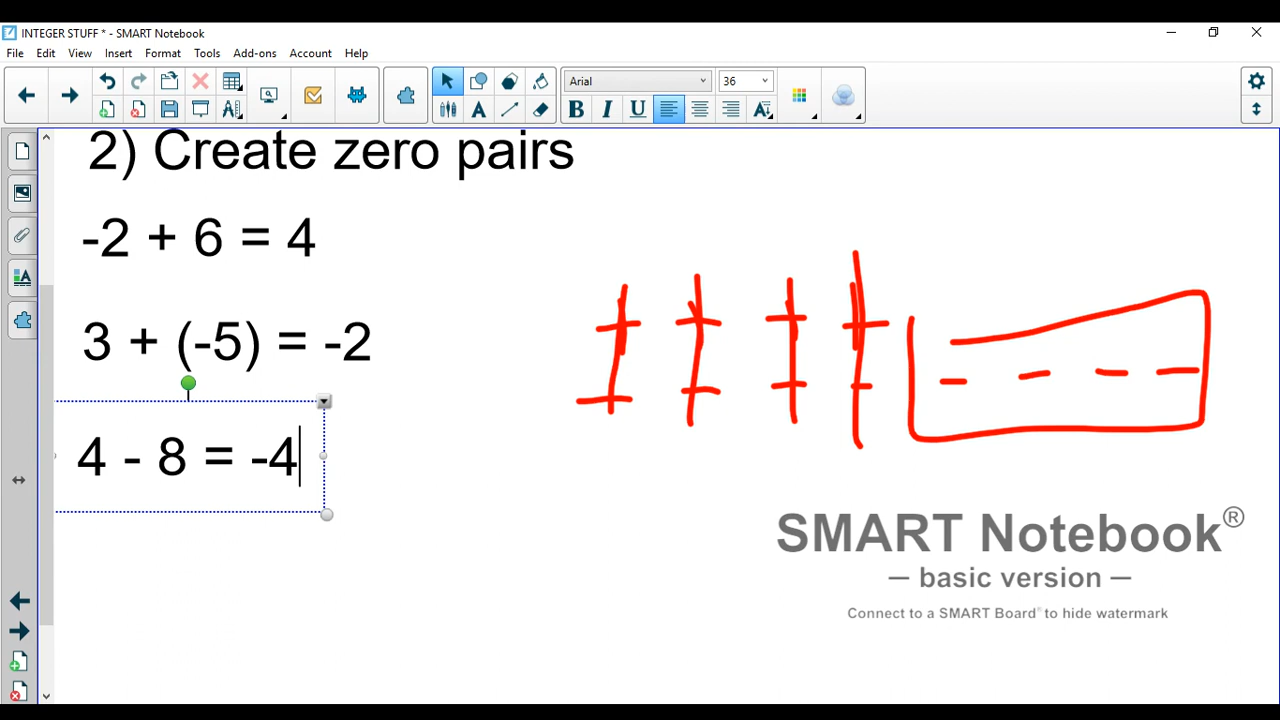 INTEGER STUFF * - SMART Notebook
File Edit View Insert Format Tools Add-ons Account Help
Arial 36
B I U
2) Create zero pairs
-2 + 6 = 4
3 + (-5) = -2
4 - 8 = -4
+ + + +
- - - - - - - -
SMART Notebook®
— basic version —
Connect to a SMART Board® to hide watermark